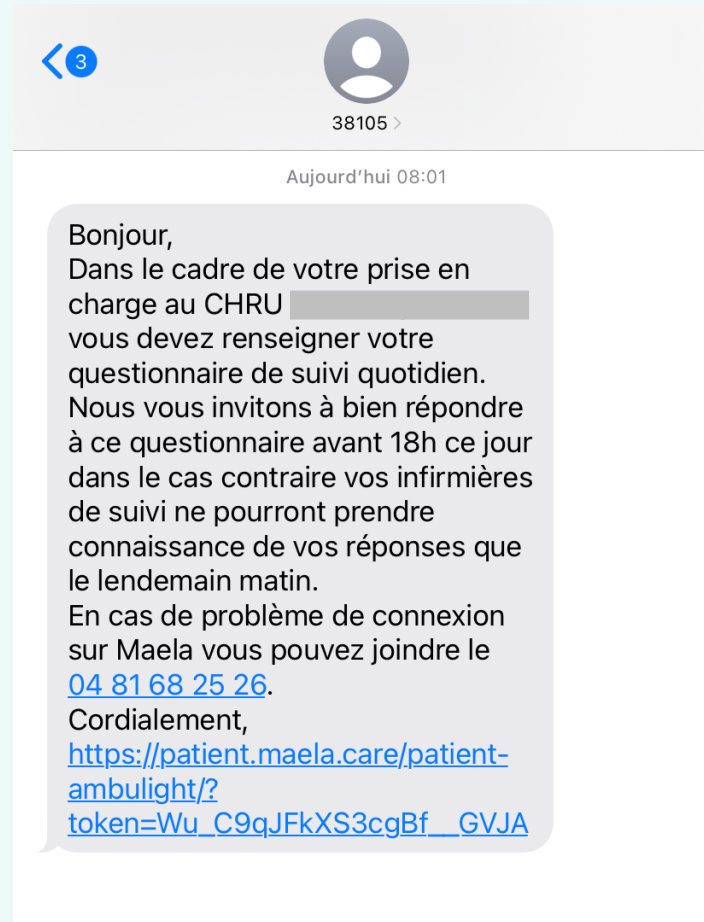 3
38105
Aujourd'hui 08:01
Bonjour,
Dans le cadre de votre prise en
charge au CHRU
vous devez renseigner votre
questionnaire de suivi quotidien.
Nous vous invitons à bien répondre
à ce questionnaire avant 18h ce jour
dans le cas contraire vos infirmières
de suivi ne pourront prendre
connaissance de vos réponses que
le lendemain matin.
En cas de problème de connexion
sur Maela vous pouvez joindre le
04 81 68 25 26.
Cordialement,
https://patient.maela.care/patient-
ambulight/?
token=Wu_C9qJFkXS3cgBf__GVJA